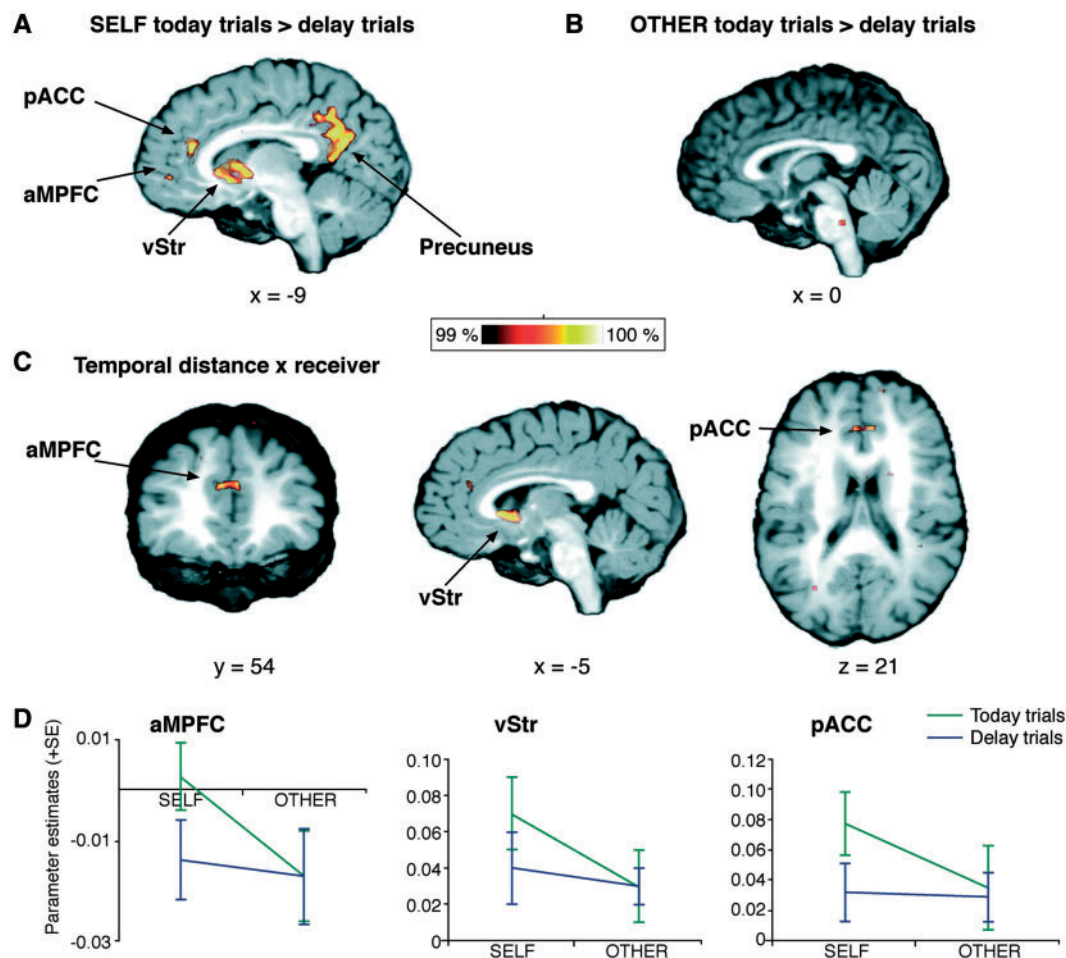 A SELF today trials > delay trials
B OTHER today trials > delay trials
pACC
aMPFC
vStr
Precuneus
x = -9
x = 0
99 % 100 %
C Temporal distance x receiver
aMPFC
vStr
pACC
y = 54
x = -5
z = 21
D
aMPFC
Parameter estimates (+SE)
0.01
-0.01
-0.03
SELF OTHER
vStr
0.10
0.08
0.06
0.04
0.02
0
SELF OTHER
pACC
Today trials
Delay trials
0.12
0.10
0.08
0.06
0.04
0.02
0
SELF OTHER